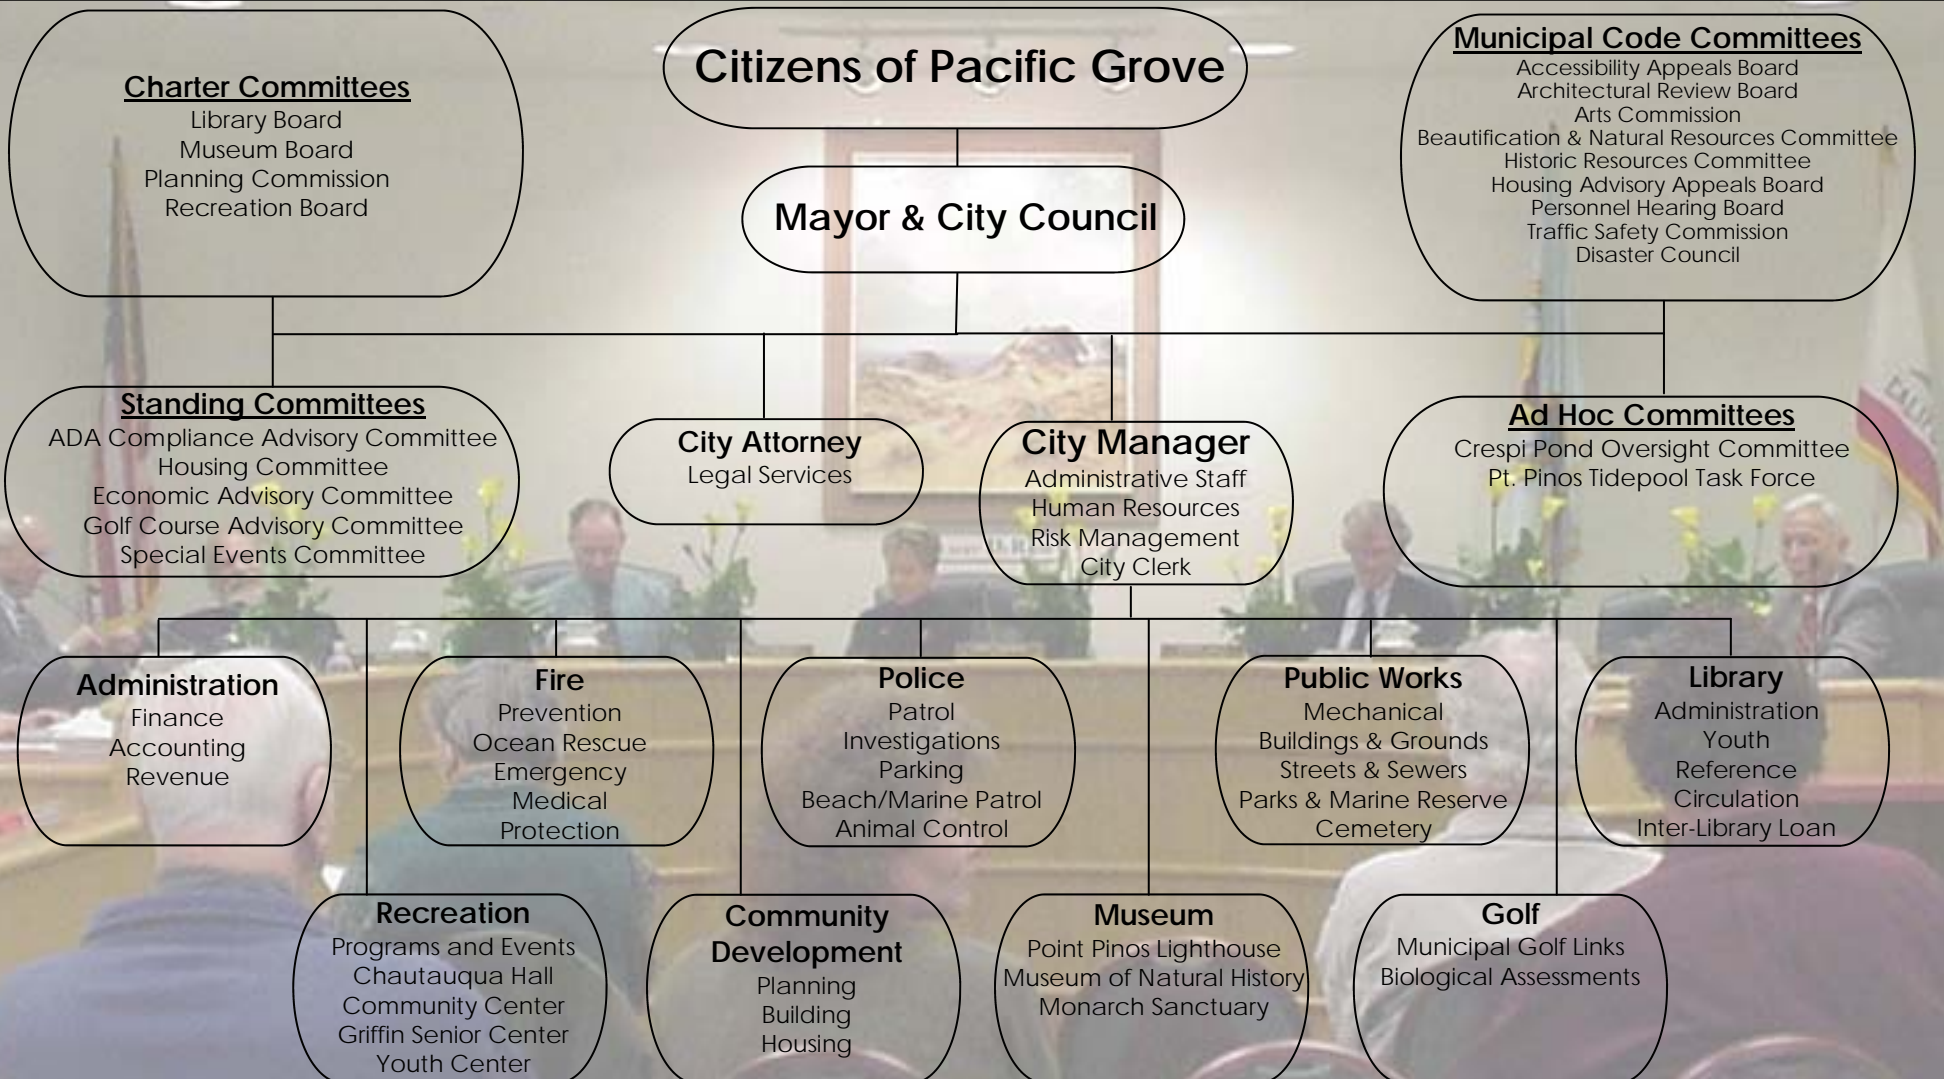 Citizens of Pacific Grove
Mayor & City Council
Charter Committees
Library Board
Museum Board
Planning Commission
Recreation Board
Municipal Code Committees
Accessibility Appeals Board
Architectural Review Board
Arts Commission
Beautification & Natural Resources Committee
Historic Resources Committee
Housing Advisory Appeals Board
Personnel Hearing Board
Traffic Safety Commission
Disaster Council
Standing Committees
ADA Compliance Advisory Committee
Housing Committee
Economic Advisory Committee
Golf Course Advisory Committee
Special Events Committee
City Attorney
Legal Services
City Manager
Administrative Staff
Human Resources
Risk Management
City Clerk
Ad Hoc Committees
Crespi Pond Oversight Committee
Pt. Pinos Tidepool Task Force
Administration
Finance
Accounting
Revenue
Fire
Prevention
Ocean Rescue
Emergency
Medical
Protection
Police
Patrol
Investigations
Parking
Beach/Marine Patrol
Animal Control
Public Works
Mechanical
Buildings & Grounds
Streets & Sewers
Parks & Marine Reserve
Cemetery
Library
Administration
Youth
Reference
Circulation
Inter-Library Loan
Recreation
Programs and Events
Chautauqua Hall
Community Center
Griffin Senior Center
Youth Center
Community
Development
Planning
Building
Housing
Museum
Point Pinos Lighthouse
Museum of Natural History
Monarch Sanctuary
Golf
Municipal Golf Links
Biological Assessments